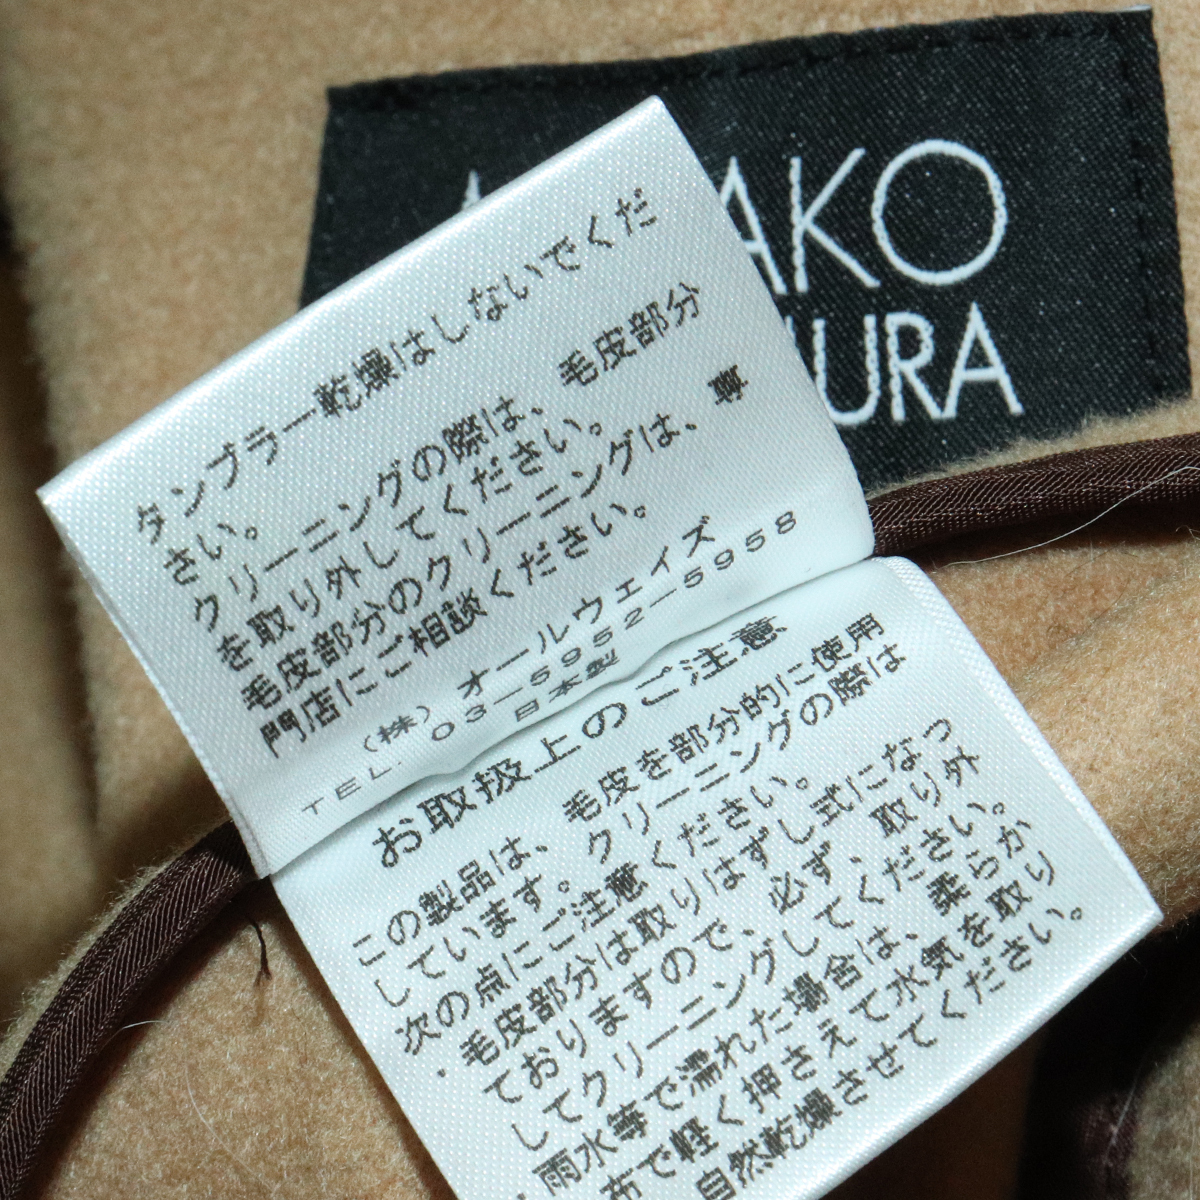 AKO
URA
タンブラー乾燥はしないでくだ
さい。
クリーニングの際は、毛皮部分
を取り外してください。
毛皮部分のクリーニングは、専
門店にご相談ください。
(株)オールウェイズ
TEL. 03-5952-5958
日本製
お取扱上のご注意
この製品は、毛皮を部分的に使用
しています。クリーニングの際は
次の点にご注意ください。
・毛皮部分は取りはずし式になっ
ておりますので、必ず、取り外
してクリーニングしてください。
・雨水等で濡れた場合は、柔らか
布で軽く押さえて水気を取り
自然乾燥させてください。